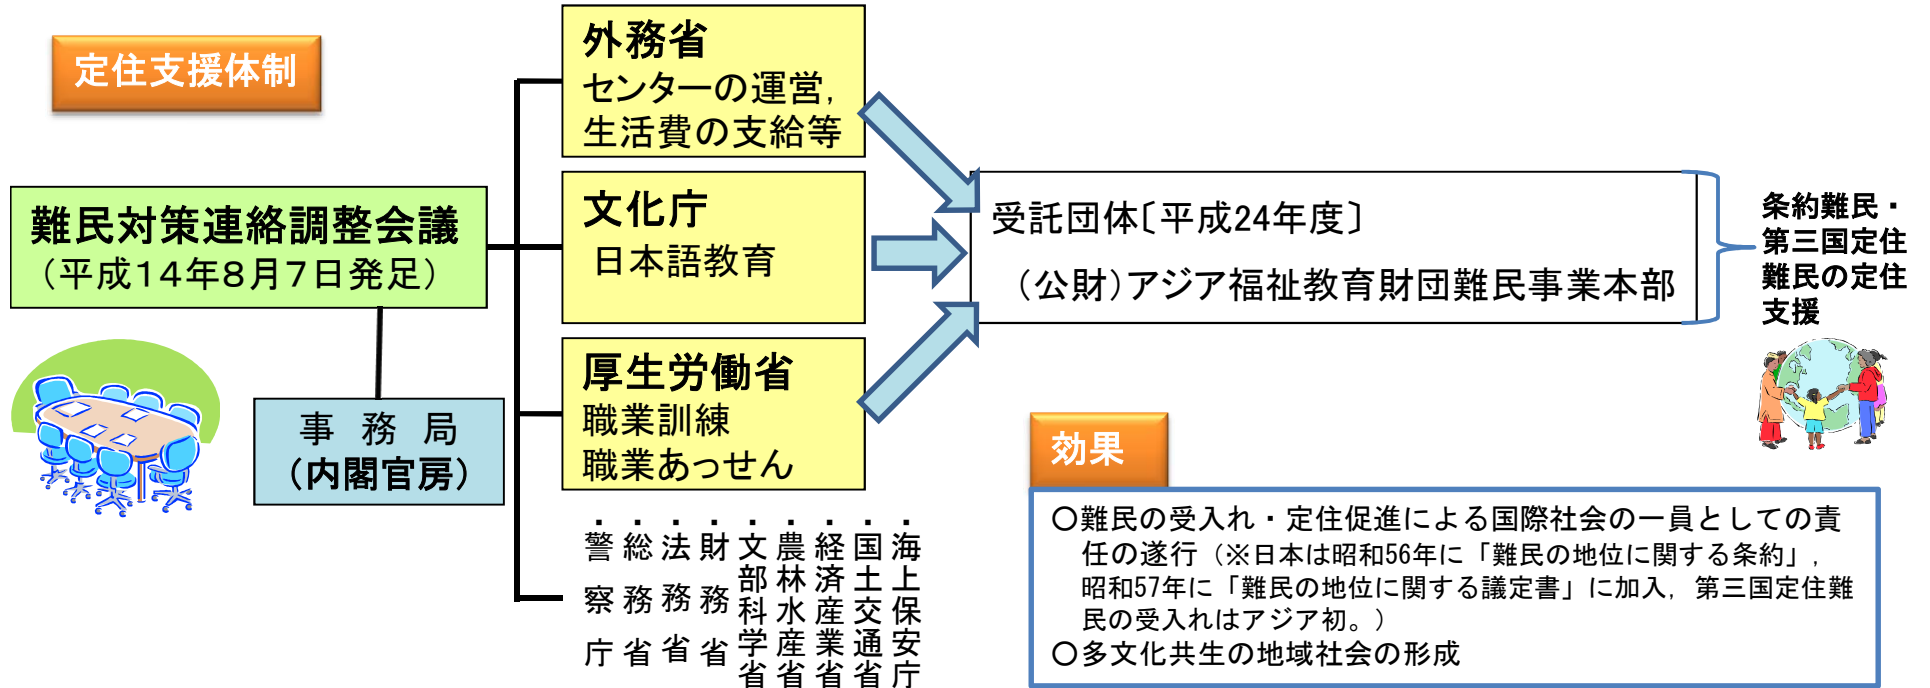 定住支援体制
難民対策連絡調整会議
（平成14年8月7日発足）
事　務　局
（内閣官房）
外務省
センターの運営，
生活費の支給等
文化庁
日本語教育
厚生労働省
職業訓練
職業あっせん
・警察庁
・総務省
・法務省
・財務省
・文部科学省
・農林水産省
・経済産業省
・国土交通省
・海上保安庁
受託団体〔平成24年度〕
（公財）アジア福祉教育財団難民事業本部
条約難民・
第三国定住
難民の定住
支援
効果
○難民の受入れ・定住促進による国際社会の一員としての責
任の遂行（※日本は昭和56年に「難民の地位に関する条約」，
昭和57年に「難民の地位に関する議定書」に加入，第三国定住難
民の受入れはアジア初。）
○多文化共生の地域社会の形成